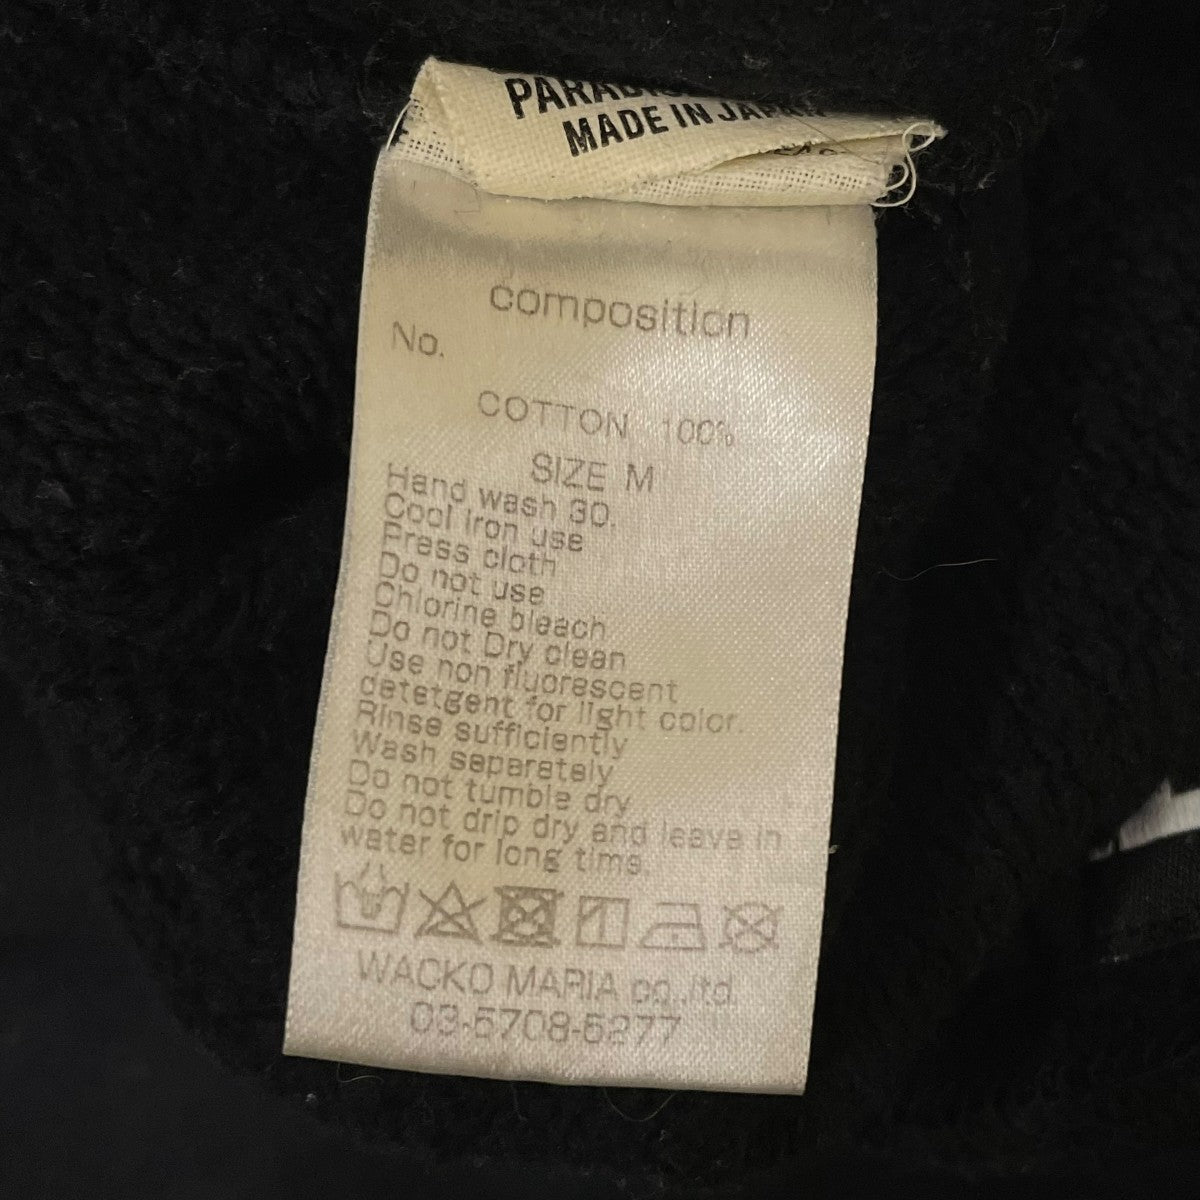 MADE IN JAPAN
composition
No.
COTTON 100%
SIZE M
Hand wash 30.
Cool iron use
Press cloth
Do not use
Chlorine bleach
Do not Dry clean
Use non fluorescent
detetgent for light color.
Rinse sufficiently
Wash separately
Do not tumble dry
Do not drip dry and leave in
water for long time.
WACKO MARIA co.,ltd.
03-5708-5277